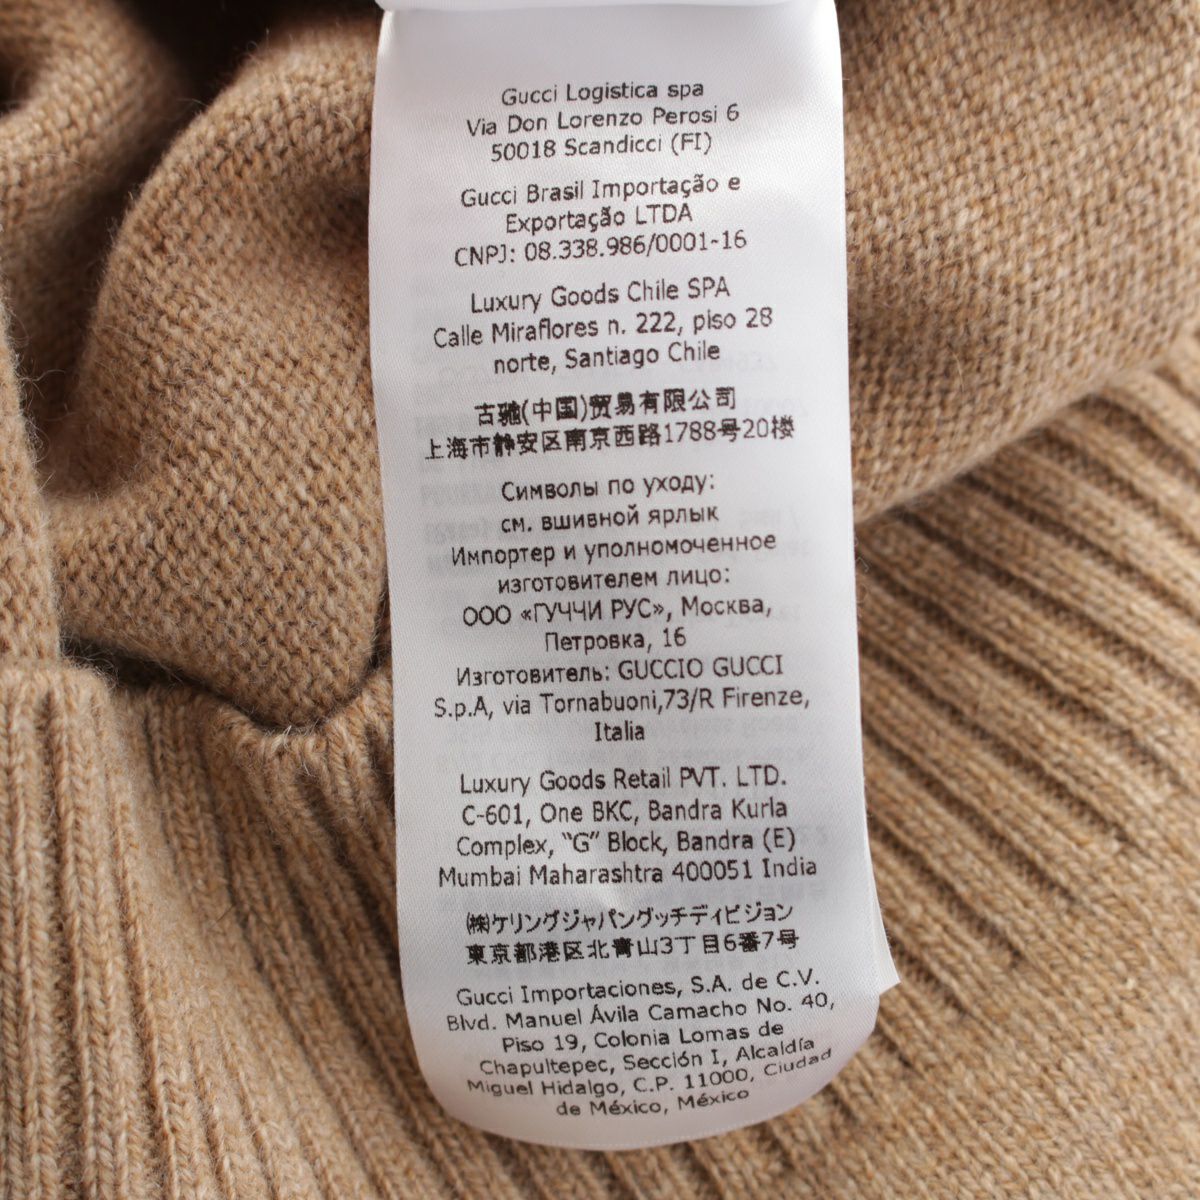 Gucci Logistica spa
Via Don Lorenzo Perosi 6
50018 Scandicci (FI)
Gucci Brasil Importação e
Exportação LTDA
CNPJ: 08.338.986/0001-16
Luxury Goods Chile SPA
Calle Miraflores n. 222, piso 28
norte, Santiago Chile
古驰(中国)贸易有限公司
上海市静安区南京西路1788号20楼
Символы по уходу:
см. вшивной ярлык
Импортер и уполномоченное
изготовителем лицо:
ООО «ГУЧЧИ РУС», Москва,
Петровка, 16
Изготовитель: GUCCIO GUCCI
S.p.A, via Tornabuoni,73/R Firenze,
Italia
Luxury Goods Retail PVT. LTD.
C-601, One BKC, Bandra Kurla
Complex, "G" Block, Bandra (E)
Mumbai Maharashtra 400051 India
㈱ケリングジャパングッチディビジョン
東京都港区北青山3丁目6番7号
Gucci Importaciones, S.A. de C.V.
Blvd. Manuel Ávila Camacho No. 40,
Piso 19, Colonia Lomas de
Chapultepec, Sección I, Alcaldía
Miguel Hidalgo, C.P. 11000, Ciudad
de México, México